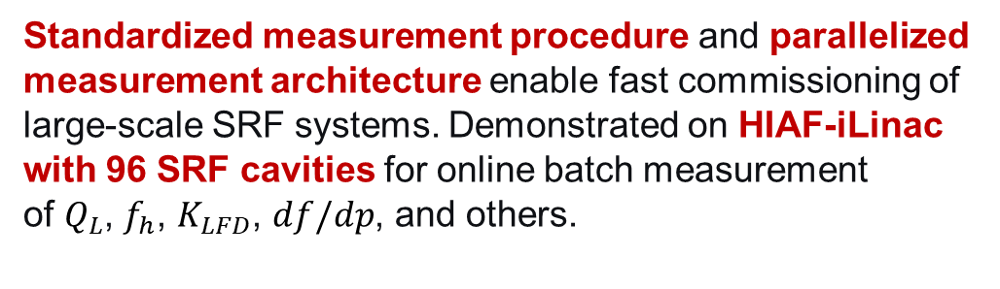 Standardized measurement procedure and parallelized
measurement architecture enable fast commissioning of
large-scale SRF systems. Demonstrated on HIAF-iLinac
with 96 SRF cavities for online batch measurement
of Q_L, f_h, K_LFD, df/dp, and others.